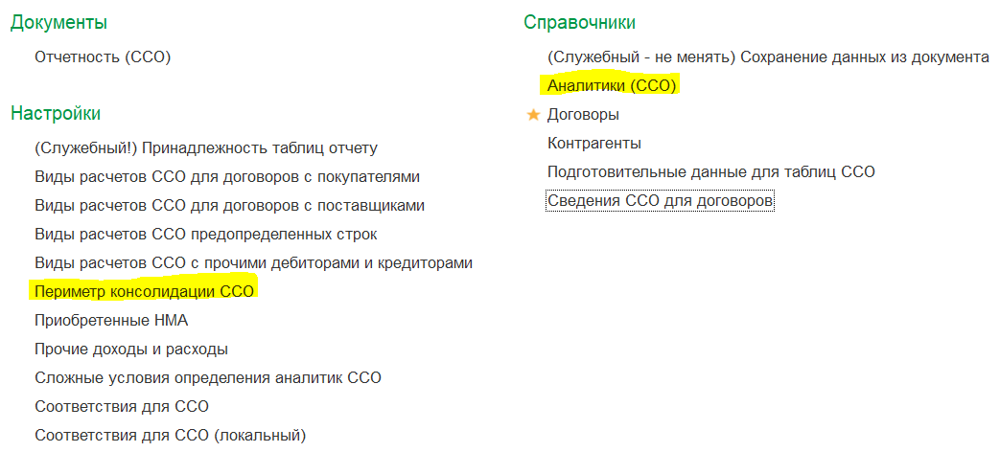 Документы
Отчетность (ССО)
Настройки
(Служебный!) Принадлежность таблиц отчету
Виды расчетов ССО для договоров с покупателями
Виды расчетов ССО для договоров с поставщиками
Виды расчетов ССО предопределенных строк
Виды расчетов ССО с прочими дебиторами и кредиторами
Периметр консолидации ССО
Приобретенные НМА
Прочие доходы и расходы
Сложные условия определения аналитик ССО
Соответствия для ССО
Соответствия для ССО (локальный)
Справочники
(Служебный - не менять) Сохранение данных из документа
Аналитики (ССО)
Договоры
Контрагенты
Подготовительные данные для таблиц ССО
Сведения ССО для договоров